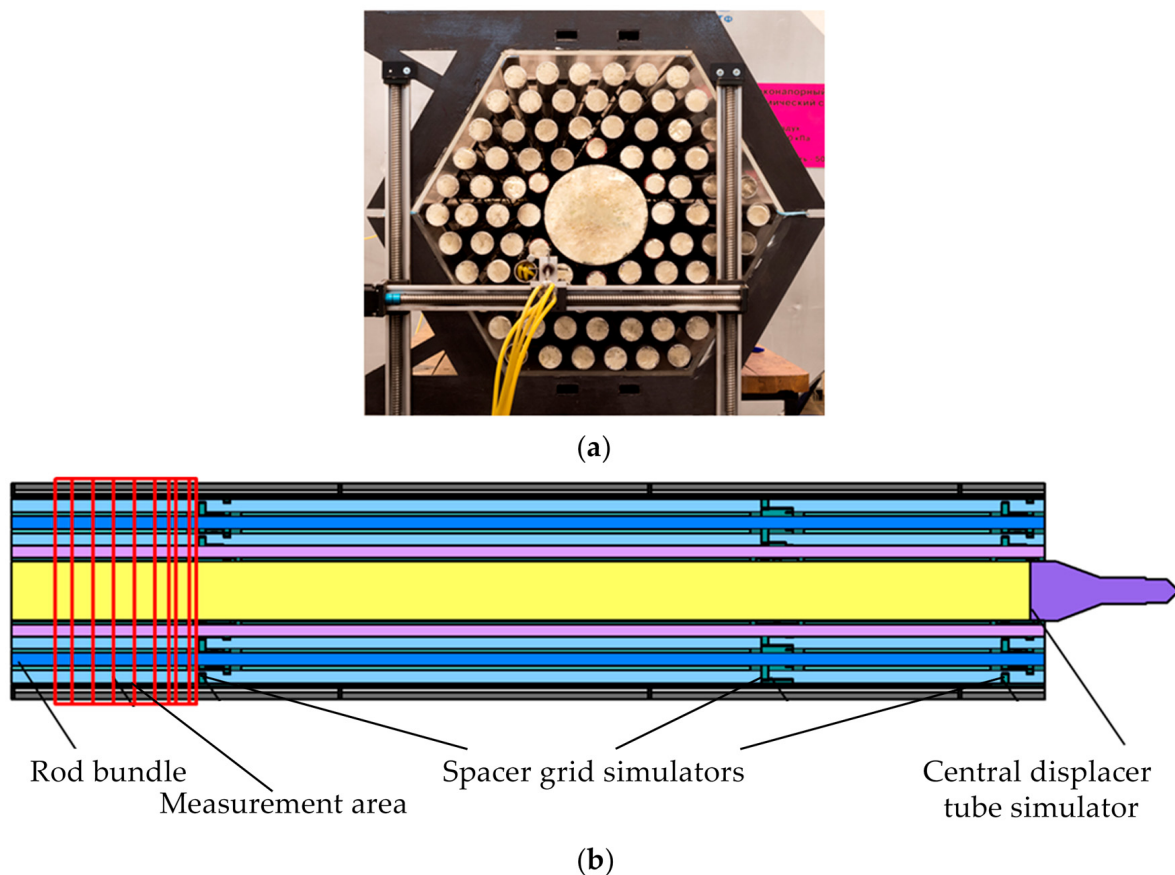 (a)
Rod bundle
Measurement area
Spacer grid simulators
Central displacer
tube simulator
(b)